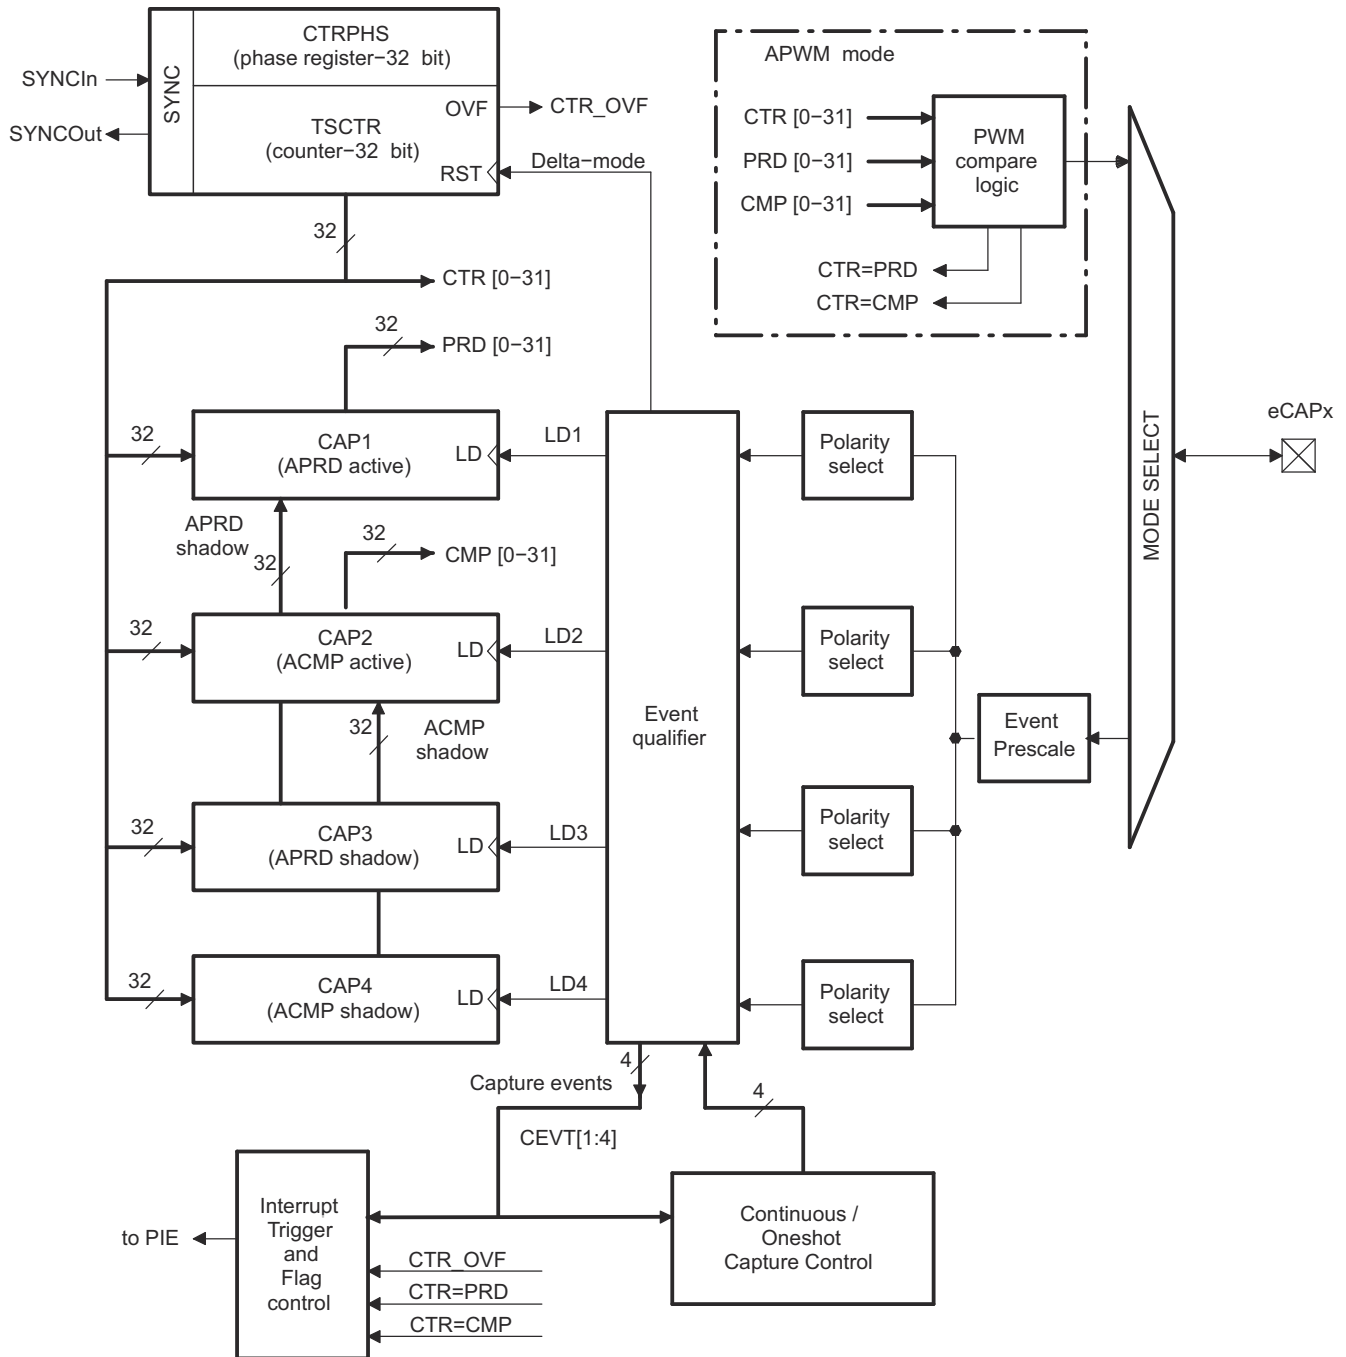 CTRPHS
(phase register−32 bit)
SYNCIn
SYNC
OVF
CTR_OVF
SYNCOut
TSCTR
(counter−32 bit)
RST
Delta−mode
32
CTR [0−31]
32
PRD [0−31]
APWM mode
CTR [0−31]
PRD [0−31]
CMP [0−31]
PWM
compare
logic
CTR=PRD
CTR=CMP
MODE SELECT
eCAPx
32
CAP1
(APRD active)
LD
LD1
Polarity
select
APRD
shadow
32
32
CMP [0−31]
32
CAP2
(ACMP active)
LD
LD2
Polarity
select
32
ACMP
shadow
Event
qualifier
Event
Prescale
32
CAP3
(APRD shadow)
LD
LD3
Polarity
select
32
CAP4
(ACMP shadow)
LD
LD4
Polarity
select
4
Capture events
4
CEVT[1:4]
to PIE
Interrupt
Trigger
and
Flag
control
CTR_OVF
CTR=PRD
CTR=CMP
Continuous /
Oneshot
Capture Control